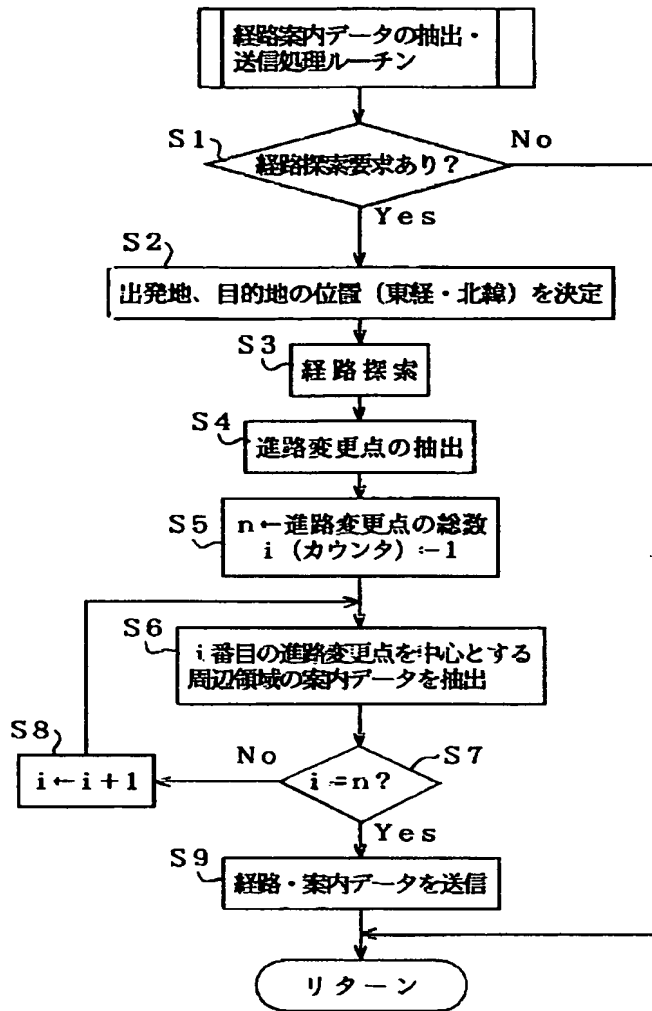 経路案内データの抽出・
送信処理ルーチン
S1
経路探索要求あり?
No
Yes
S2
出発地、目的地の位置(東経・北緯)を決定
S3
経路探索
S4
進路変更点の抽出
S5
n←進路変更点の総数
i(カウンタ):-1
S6
i番目の進路変更点を中心とする
周辺領域の案内データを抽出
S8
i←i+1
No
S7
i=n?
Yes
S9
経路・案内データを送信
リターン